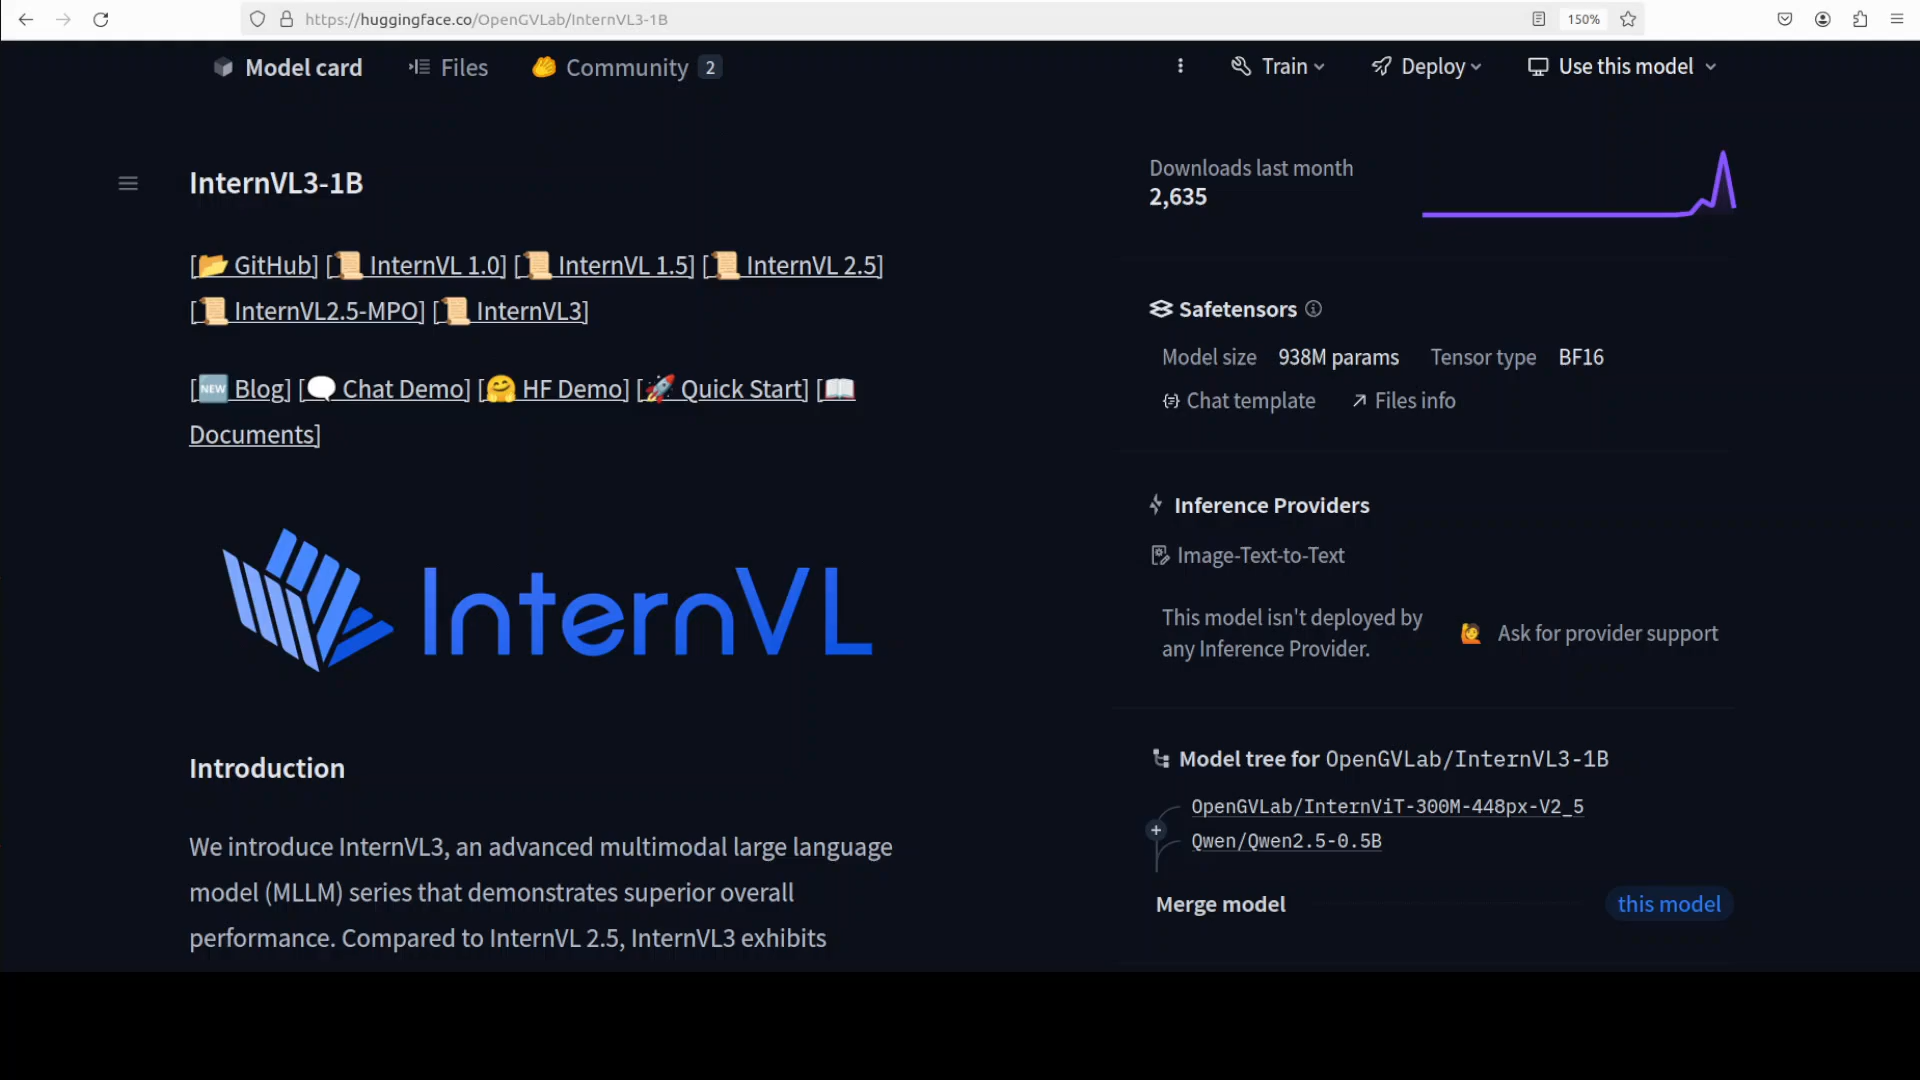 https://huggingface.co/OpenGVLab/InternVL3-1B
150%
Model card
Files
Community 2
Train
Deploy
Use this model
InternVL3-1B
[📂 GitHub] [📜 InternVL 1.0] [📜 InternVL 1.5] [📜 InternVL 2.5]
[📜 InternVL2.5-MPO] [📜 InternVL3]
[🆕 Blog] [🗨️ Chat Demo] [🤗 HF Demo] [🚀 Quick Start] [📖
Documents]
InternVL
Introduction
We introduce InternVL3, an advanced multimodal large language
model (MLLM) series that demonstrates superior overall
performance. Compared to InternVL 2.5, InternVL3 exhibits
Downloads last month
2,635
Safetensors
Model size 938M params Tensor type BF16
Chat template Files info
Inference Providers
Image-Text-to-Text
This model isn't deployed by
any Inference Provider.
🙋 Ask for provider support
Model tree for OpenGVLab/InternVL3-1B
OpenGVLab/InternViT-300M-448px-V2_5
Qwen/Qwen2.5-0.5B
Merge model
this model